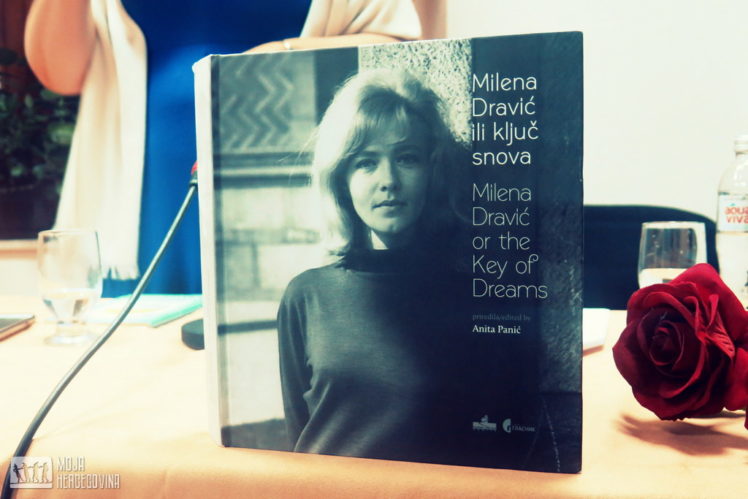 Milena
Dravić
ili ključ
snova
Milena
Dravić
or the
Key of
Dreams
priredila/edited by
Anita Panić
MOJA
HERCEGOVINA